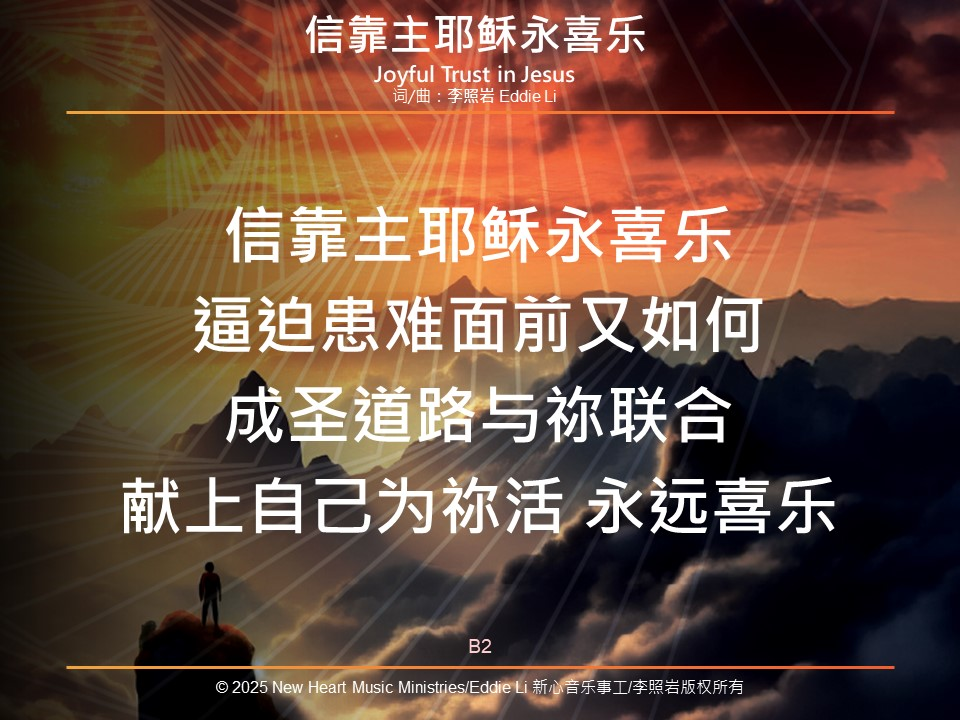 信靠主耶稣永喜乐
Joyful Trust in Jesus
词/曲：李照岩 Eddie Li
信靠主耶稣永喜乐
逼迫患难面前又如何
成圣道路与祢联合
献上自己为祢活 永远喜乐
B2
© 2025 New Heart Music Ministries/Eddie Li 新心音乐事工/李照岩版权所有